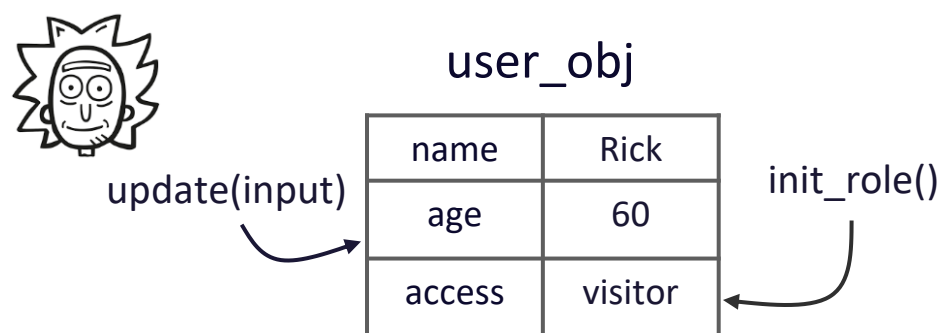 user_obj
name Rick
update(input)
age 60
init_role()
access visitor